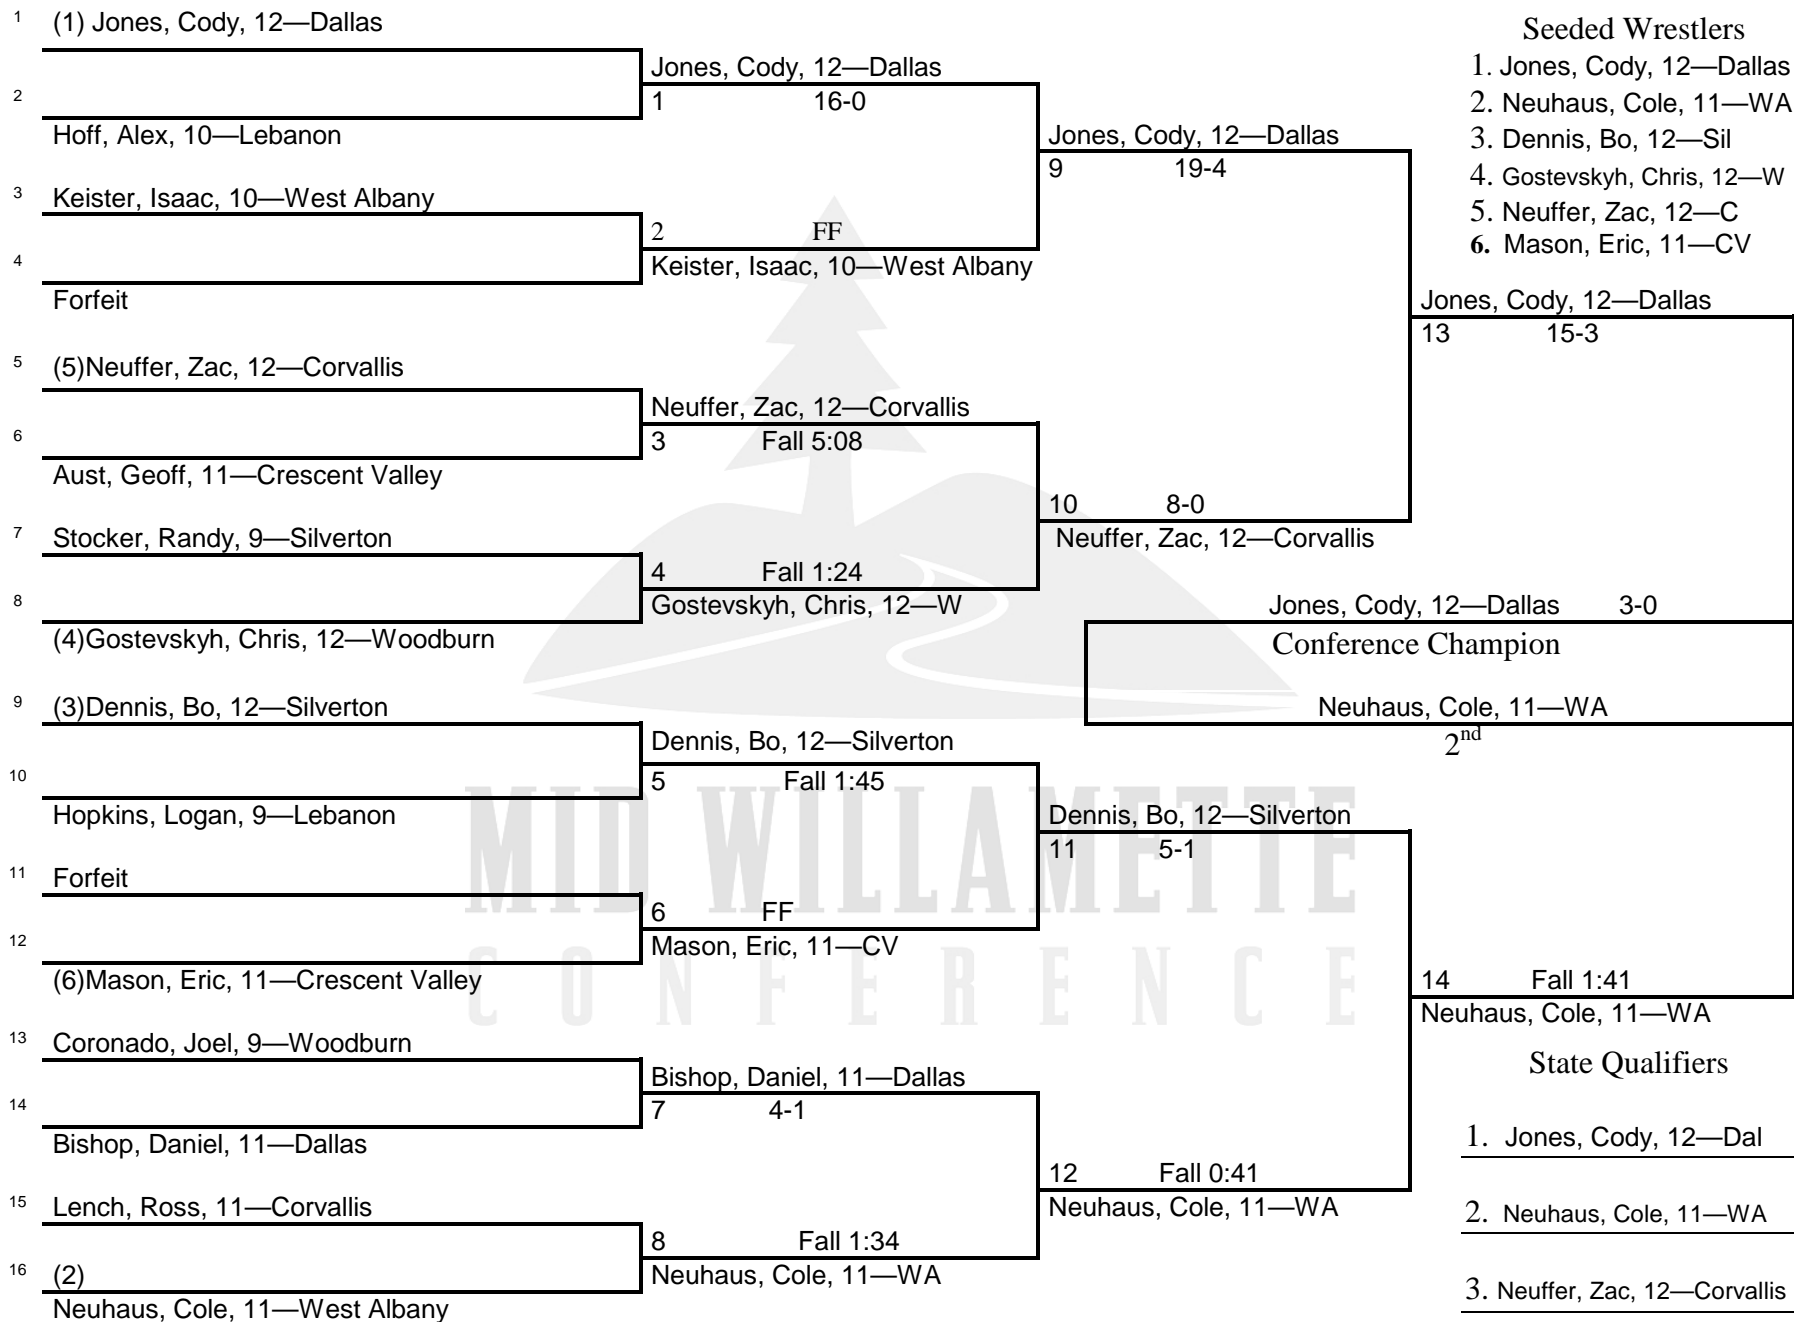 1 (1) Jones, Cody, 12—Dallas
2
Hoff, Alex, 10—Lebanon
3 Keister, Isaac, 10—West Albany
4
Forfeit
5 (5)Neuffer, Zac, 12—Corvallis
6
Aust, Geoff, 11—Crescent Valley
7 Stocker, Randy, 9—Silverton
8
(4)Gostevskyh, Chris, 12—Woodburn
9 (3)Dennis, Bo, 12—Silverton
10
Hopkins, Logan, 9—Lebanon
11 Forfeit
12
(6)Mason, Eric, 11—Crescent Valley
13 Coronado, Joel, 9—Woodburn
14
Bishop, Daniel, 11—Dallas
15 Lench, Ross, 11—Corvallis
16 (2)
Neuhaus, Cole, 11—West Albany
Jones, Cody, 12—Dallas
1 16-0
2 FF
Keister, Isaac, 10—West Albany
Neuffer, Zac, 12—Corvallis
3 Fall 5:08
4 Fall 1:24
Gostevskyh, Chris, 12—W
Dennis, Bo, 12—Silverton
5 Fall 1:45
6 FF
Mason, Eric, 11—CV
Bishop, Daniel, 11—Dallas
7 4-1
8 Fall 1:34
Neuhaus, Cole, 11—WA
Jones, Cody, 12—Dallas
9 19-4
10 8-0
Neuffer, Zac, 12—Corvallis
Dennis, Bo, 12—Silverton
11 5-1
12 Fall 0:41
Neuhaus, Cole, 11—WA
Jones, Cody, 12—Dallas
13 15-3
14 Fall 1:41
Neuhaus, Cole, 11—WA
Jones, Cody, 12—Dallas 3-0
Conference Champion
Neuhaus, Cole, 11—WA
2nd
Seeded Wrestlers
1. Jones, Cody, 12—Dallas
2. Neuhaus, Cole, 11—WA
3. Dennis, Bo, 12—Sil
4. Gostevskyh, Chris, 12—W
5. Neuffer, Zac, 12—C
6. Mason, Eric, 11—CV
State Qualifiers
1. Jones, Cody, 12—Dal
2. Neuhaus, Cole, 11—WA
3. Neuffer, Zac, 12—Corvallis
MID WILLAMETTE
CONFERENCE